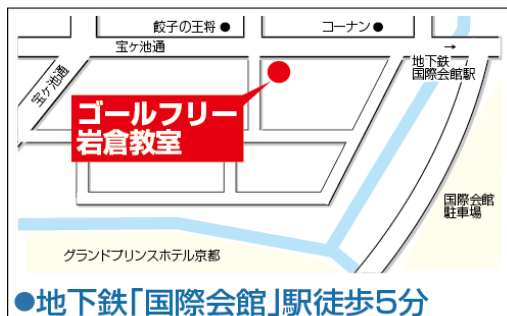 餃子の王将●
コーナン●
宝ヶ池通
→
地下鉄
国際会館駅
宝ヶ池通
ゴールフリー
岩倉教室
国際会館
駐車場
グランドプリンスホテル京都
●地下鉄「国際会館」駅徒歩5分